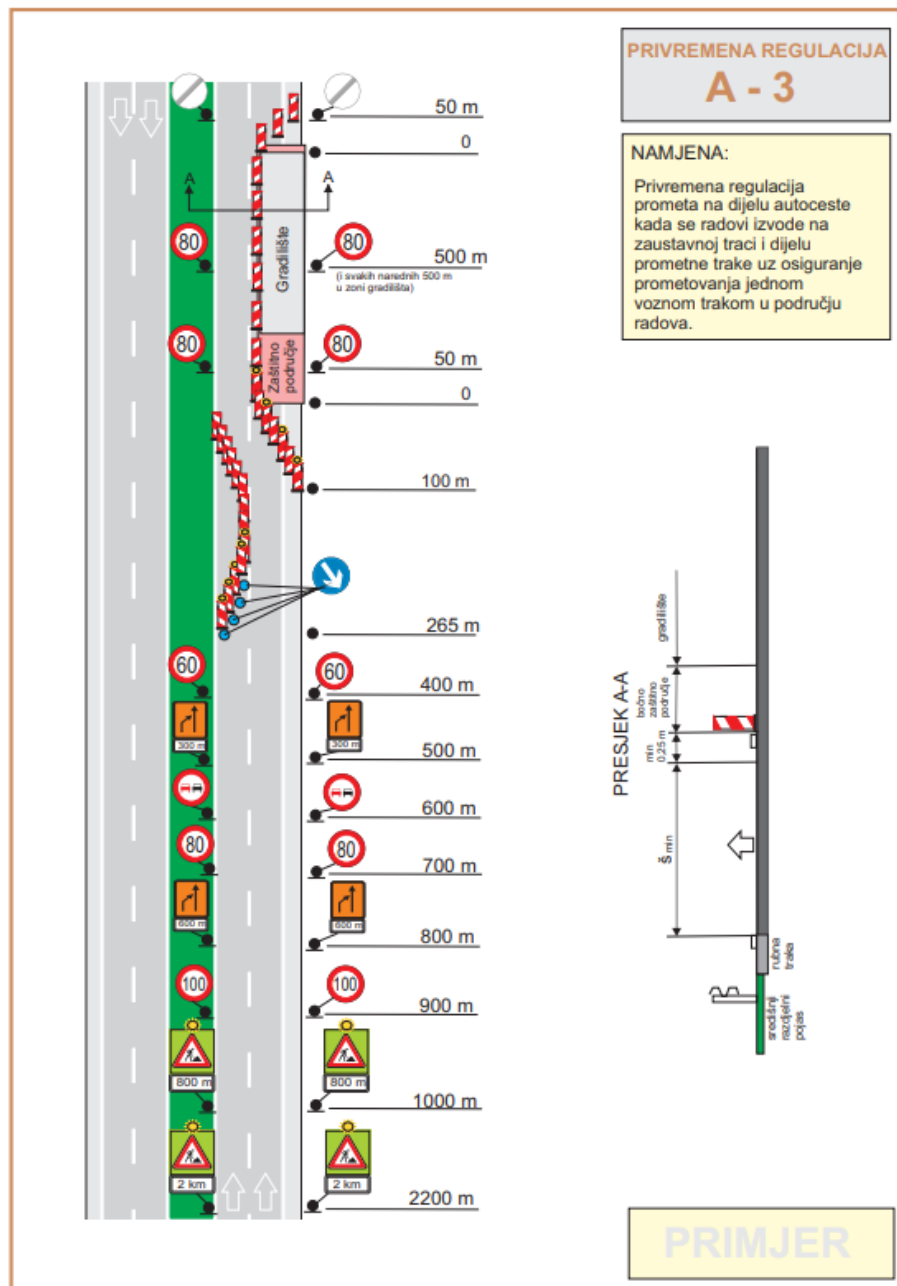 PRIVREMENA REGULACIJA
A - 3
NAMJENA:
Privremena regulacija
prometa na dijelu autoceste
kada se radovi izvode na
zaustavnoj traci i dijelu
prometne trake uz osiguranje
prometovanja jednom
voznom trakom u području
radova.
50 m
0
A
A
Gradilište
80
80
500 m
(i svakih narednih 500 m
u zoni gradilišta)
80
80
50 m
Zaštitno
područje
0
100 m
265 m
60
60
400 m
300 m
300 m
500 m
600 m
80
80
700 m
600 m
600 m
800 m
100
100
900 m
800 m
800 m
1000 m
2 km
2 km
2200 m
PRESJEK A-A
gradilište
bočno
zaštitno
područje
min
0,25 m
Š min
rubna
traka
središnji
razdjelni
pojas
PRIMJER